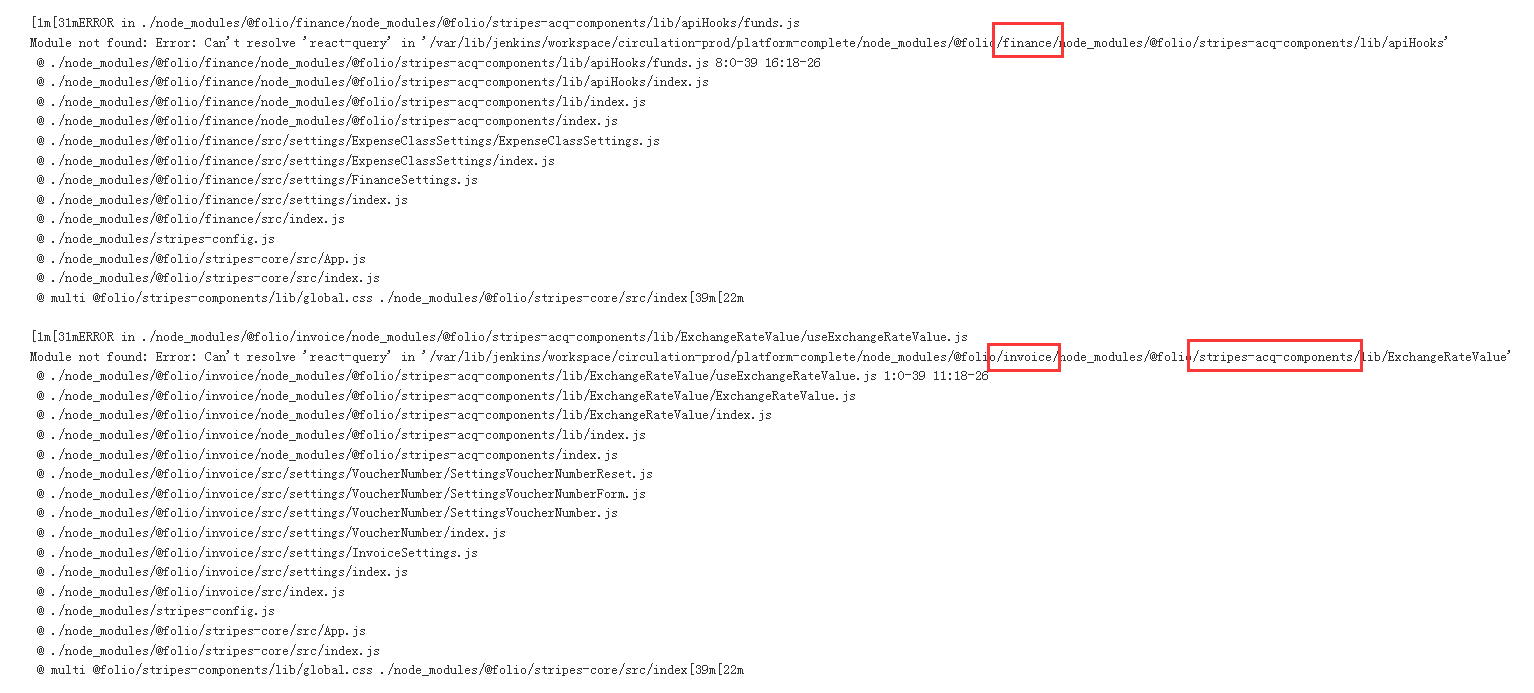 [1m[31mERROR in ./node_modules/@folio/finance/node_modules/@folio/stripes-acq-components/lib/apiHooks/funds.js
Module not found: Error: Can't resolve 'react-query' in '/var/lib/jenkins/workspace/circulation-prod/platform-complete/node_modules/@folio/finance/node_modules/@folio/stripes-acq-components/lib/apiHooks'
@ ./node_modules/@folio/finance/node_modules/@folio/stripes-acq-components/lib/apiHooks/funds.js 8:0-39 16:18-26
@ ./node_modules/@folio/finance/node_modules/@folio/stripes-acq-components/lib/apiHooks/index.js
@ ./node_modules/@folio/finance/node_modules/@folio/stripes-acq-components/lib/index.js
@ ./node_modules/@folio/finance/node_modules/@folio/stripes-acq-components/index.js
@ ./node_modules/@folio/finance/src/settings/ExpenseClassSettings/ExpenseClassSettings.js
@ ./node_modules/@folio/finance/src/settings/ExpenseClassSettings/index.js
@ ./node_modules/@folio/finance/src/settings/FinanceSettings.js
@ ./node_modules/@folio/finance/src/settings/index.js
@ ./node_modules/@folio/finance/src/index.js
@ ./node_modules/stripes-config.js
@ ./node_modules/@folio/stripes-core/src/App.js
@ ./node_modules/@folio/stripes-core/src/index.js
@ multi @folio/stripes-components/lib/global.css ./node_modules/@folio/stripes-core/src/index[39m[22m
[1m[31mERROR in ./node_modules/@folio/invoice/node_modules/@folio/stripes-acq-components/lib/ExchangeRateValue/useExchangeRateValue.js
Module not found: Error: Can't resolve 'react-query' in '/var/lib/jenkins/workspace/circulation-prod/platform-complete/node_modules/@folio/invoice/node_modules/@folio/stripes-acq-components/lib/ExchangeRateValue'
@ ./node_modules/@folio/invoice/node_modules/@folio/stripes-acq-components/lib/ExchangeRateValue/useExchangeRateValue.js 1:0-39 11:18-26
@ ./node_modules/@folio/invoice/node_modules/@folio/stripes-acq-components/lib/ExchangeRateValue/ExchangeRateValue.js
@ ./node_modules/@folio/invoice/node_modules/@folio/stripes-acq-components/lib/ExchangeRateValue/index.js
@ ./node_modules/@folio/invoice/node_modules/@folio/stripes-acq-components/lib/index.js
@ ./node_modules/@folio/invoice/node_modules/@folio/stripes-acq-components/index.js
@ ./node_modules/@folio/invoice/src/settings/VoucherNumber/SettingsVoucherNumberReset.js
@ ./node_modules/@folio/invoice/src/settings/VoucherNumber/SettingsVoucherNumberForm.js
@ ./node_modules/@folio/invoice/src/settings/VoucherNumber/SettingsVoucherNumber.js
@ ./node_modules/@folio/invoice/src/settings/VoucherNumber/index.js
@ ./node_modules/@folio/invoice/src/settings/InvoiceSettings.js
@ ./node_modules/@folio/invoice/src/settings/index.js
@ ./node_modules/@folio/invoice/src/index.js
@ ./node_modules/stripes-config.js
@ ./node_modules/@folio/stripes-core/src/App.js
@ ./node_modules/@folio/stripes-core/src/index.js
@ multi @folio/stripes-components/lib/global.css ./node_modules/@folio/stripes-core/src/index[39m[22m